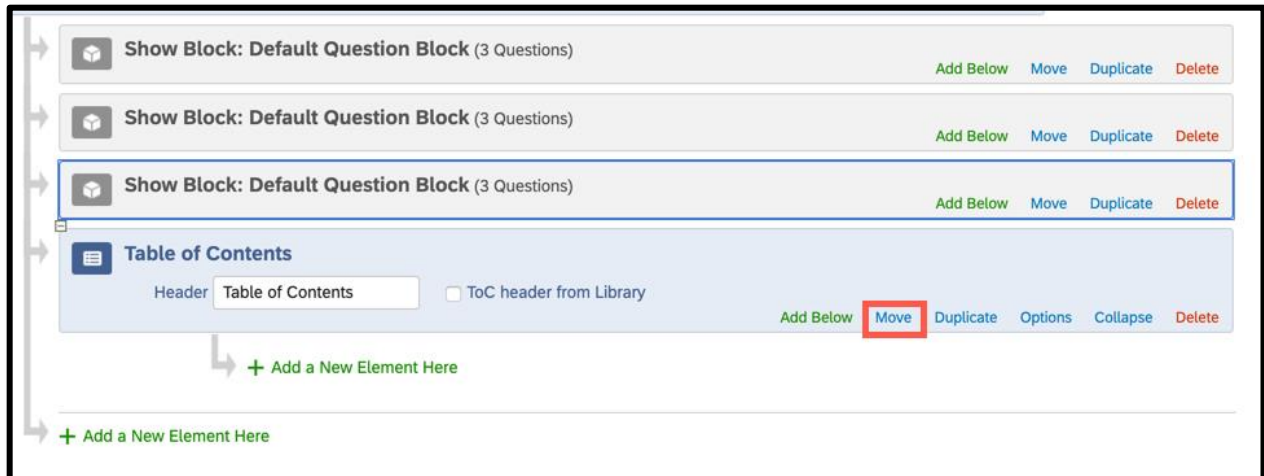 Show Block: Default Question Block (3 Questions)
Add Below Move Duplicate Delete
Show Block: Default Question Block (3 Questions)
Add Below Move Duplicate Delete
Show Block: Default Question Block (3 Questions)
Add Below Move Duplicate Delete
Table of Contents
Header Table of Contents ToC header from Library
Add Below Move Duplicate Options Collapse Delete
+ Add a New Element Here
+ Add a New Element Here